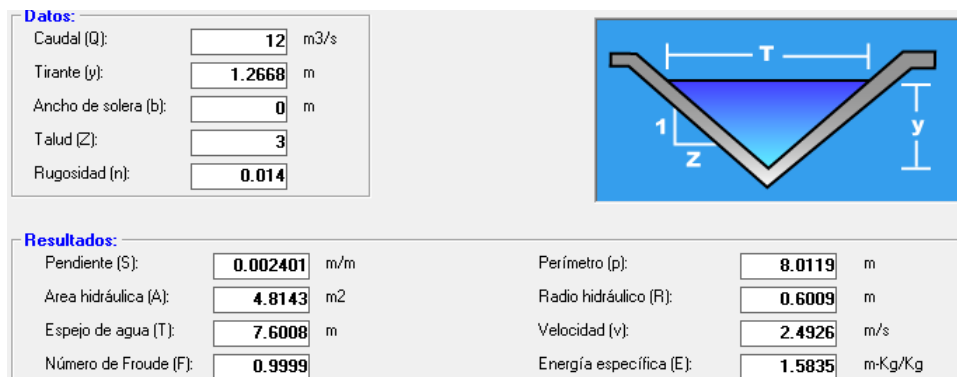 Datos:
Caudal (Q): 12 m3/s
Tirante (y): 1.2668 m
Ancho de solera (b): 0 m
Talud (Z): 3
Rugosidad (n): 0.014
T
1
Z
y
Resultados:
Pendiente (S): 0.002401 m/m Perímetro (p): 8.0119 m
Area hidráulica (A): 4.8143 m2 Radio hidráulico (R): 0.6009 m
Espejo de agua (T): 7.6008 m Velocidad (v): 2.4926 m/s
Número de Froude (F): 0.9999 Energía específica (E): 1.5835 m-Kg/Kg